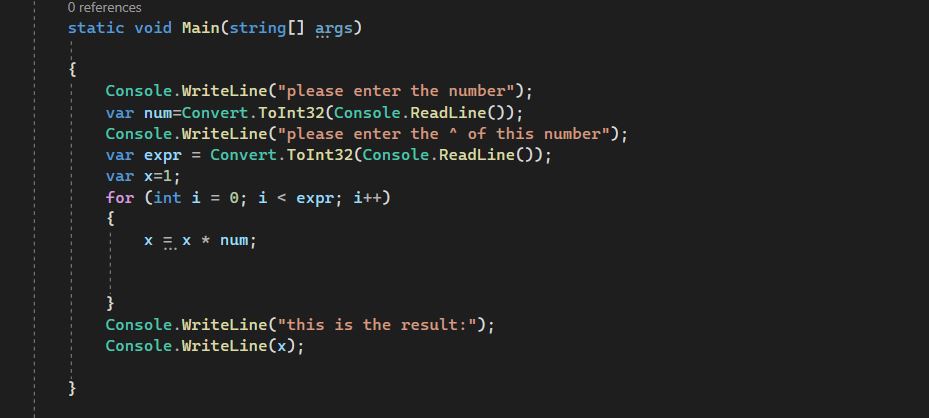 0 references
static void Main(string[] args)
{
Console.WriteLine("please enter the number");
var num=Convert.ToInt32(Console.ReadLine());
Console.WriteLine("please enter the ^ of this number");
var expr = Convert.ToInt32(Console.ReadLine());
var x=1;
for (int i = 0; i < expr; i++)
{
x = x * num;
}
Console.WriteLine("this is the result:");
Console.WriteLine(x);
}